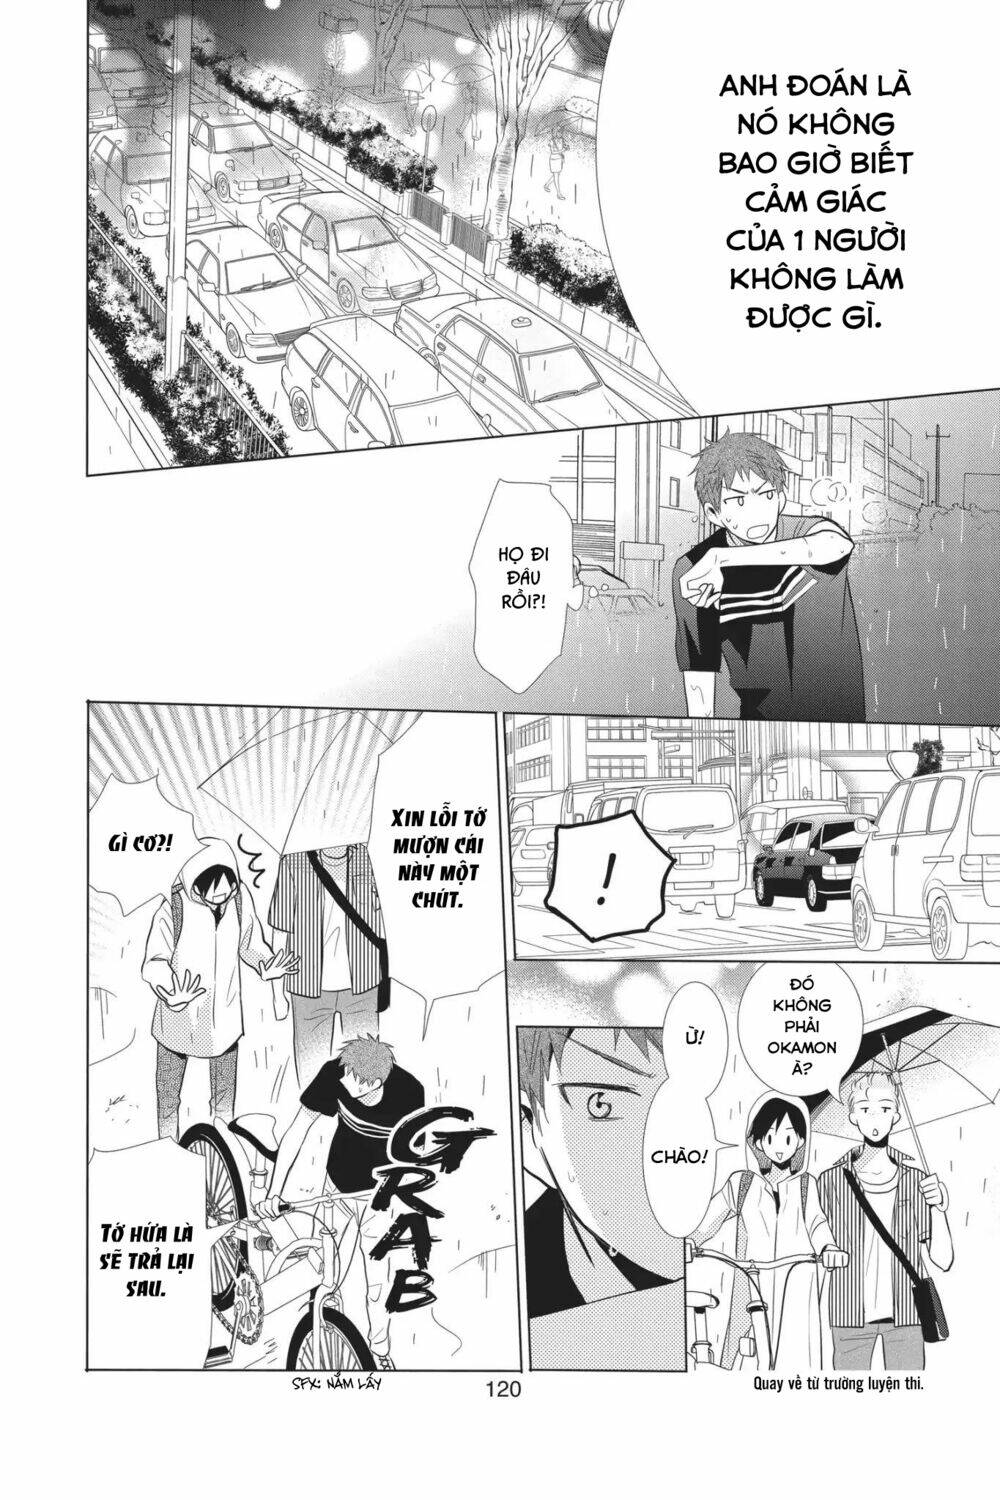 ANH ĐOÁN LÀ
NÓ KHÔNG
BAO GIỜ BIẾT
CẢM GIÁC
CỦA 1 NGƯỜI
KHÔNG LÀM
ĐƯỢC GÌ.
HỌ ĐI
ĐÂU
RỒI?!
!
ĐÓ
KHÔNG
PHẢI
OKAMON
À?
Ừ!
CHÀO!
Quay về từ trường luyện thi.
XIN LỖI TỚ
MƯỢN CÁI
NÀY MỘT
CHÚT.
GÌ CƠ?!
GRAB
TỚ HỨA LÀ
SẼ TRẢ LẠI
SAU.
SFX: NẮM LẤY
120